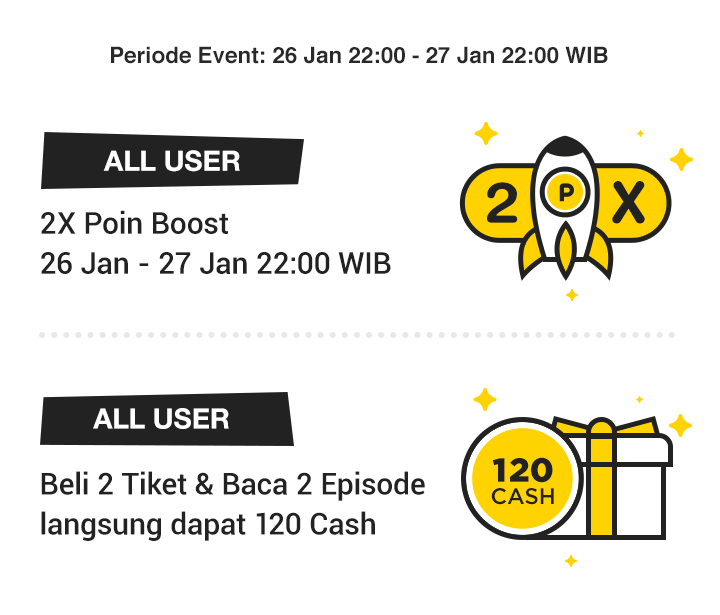 Periode Event: 26 Jan 22:00 - 27 Jan 22:00 WIB
ALL USER
2X Poin Boost
26 Jan - 27 Jan 22:00 WIB
2 P X
ALL USER
Beli 2 Tiket & Baca 2 Episode
langsung dapat 120 Cash
120
CASH